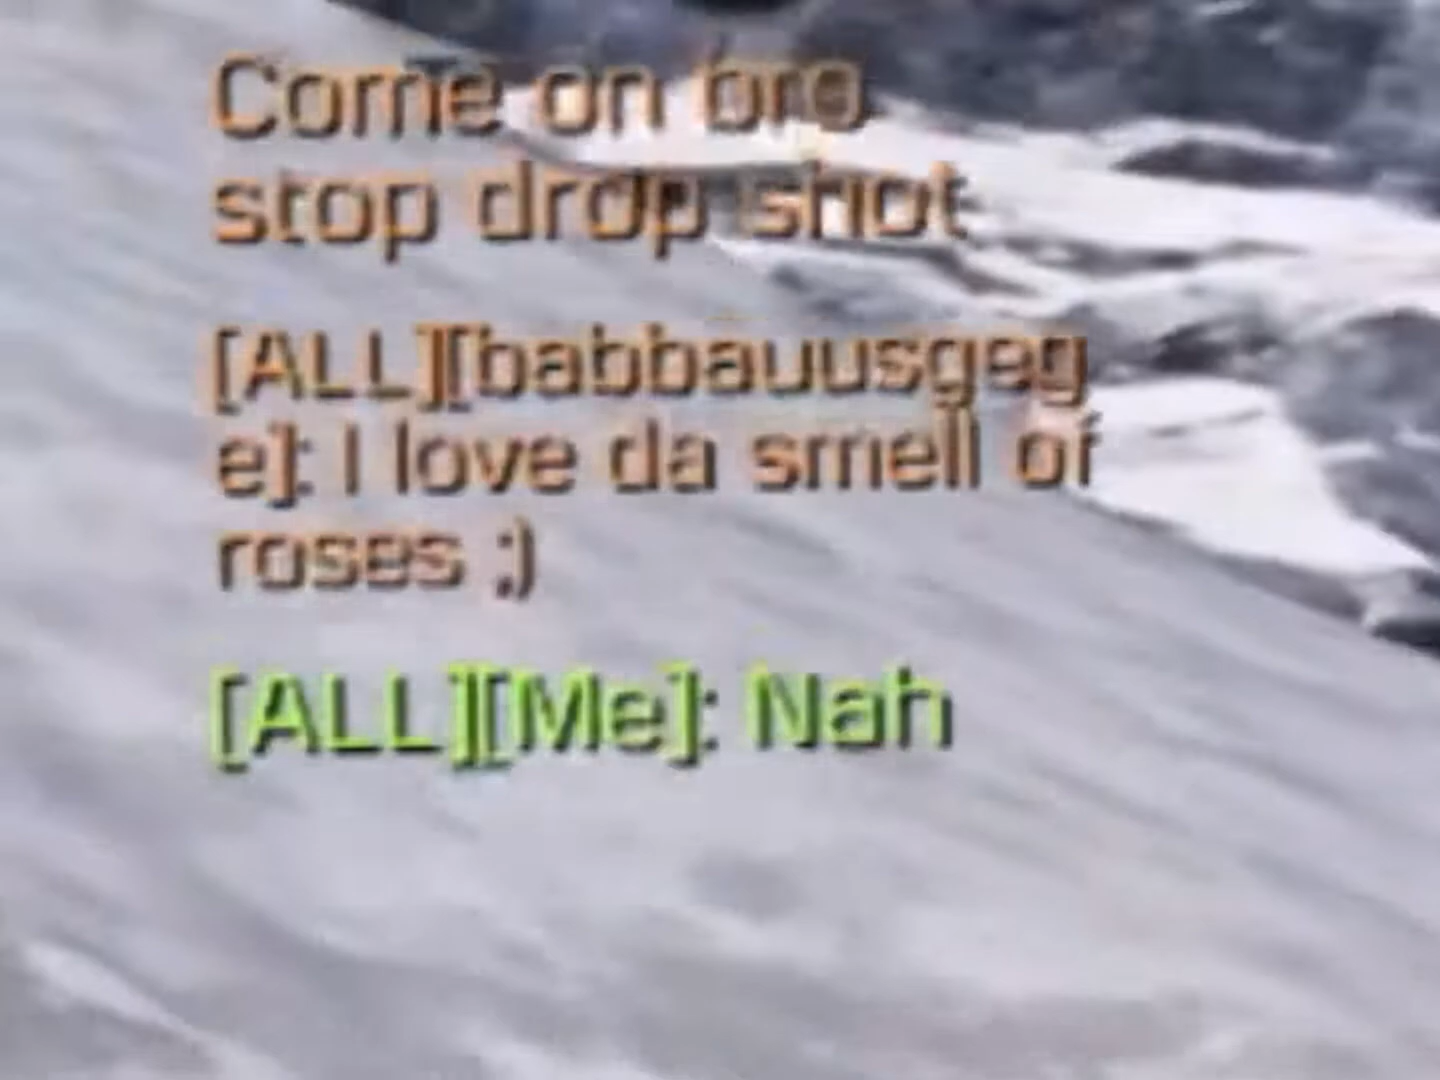 Come on bro
stop drop shot
[ALL][babbauusgeg
e]: I love da smell of
roses ;)
[ALL][Me]: Nah